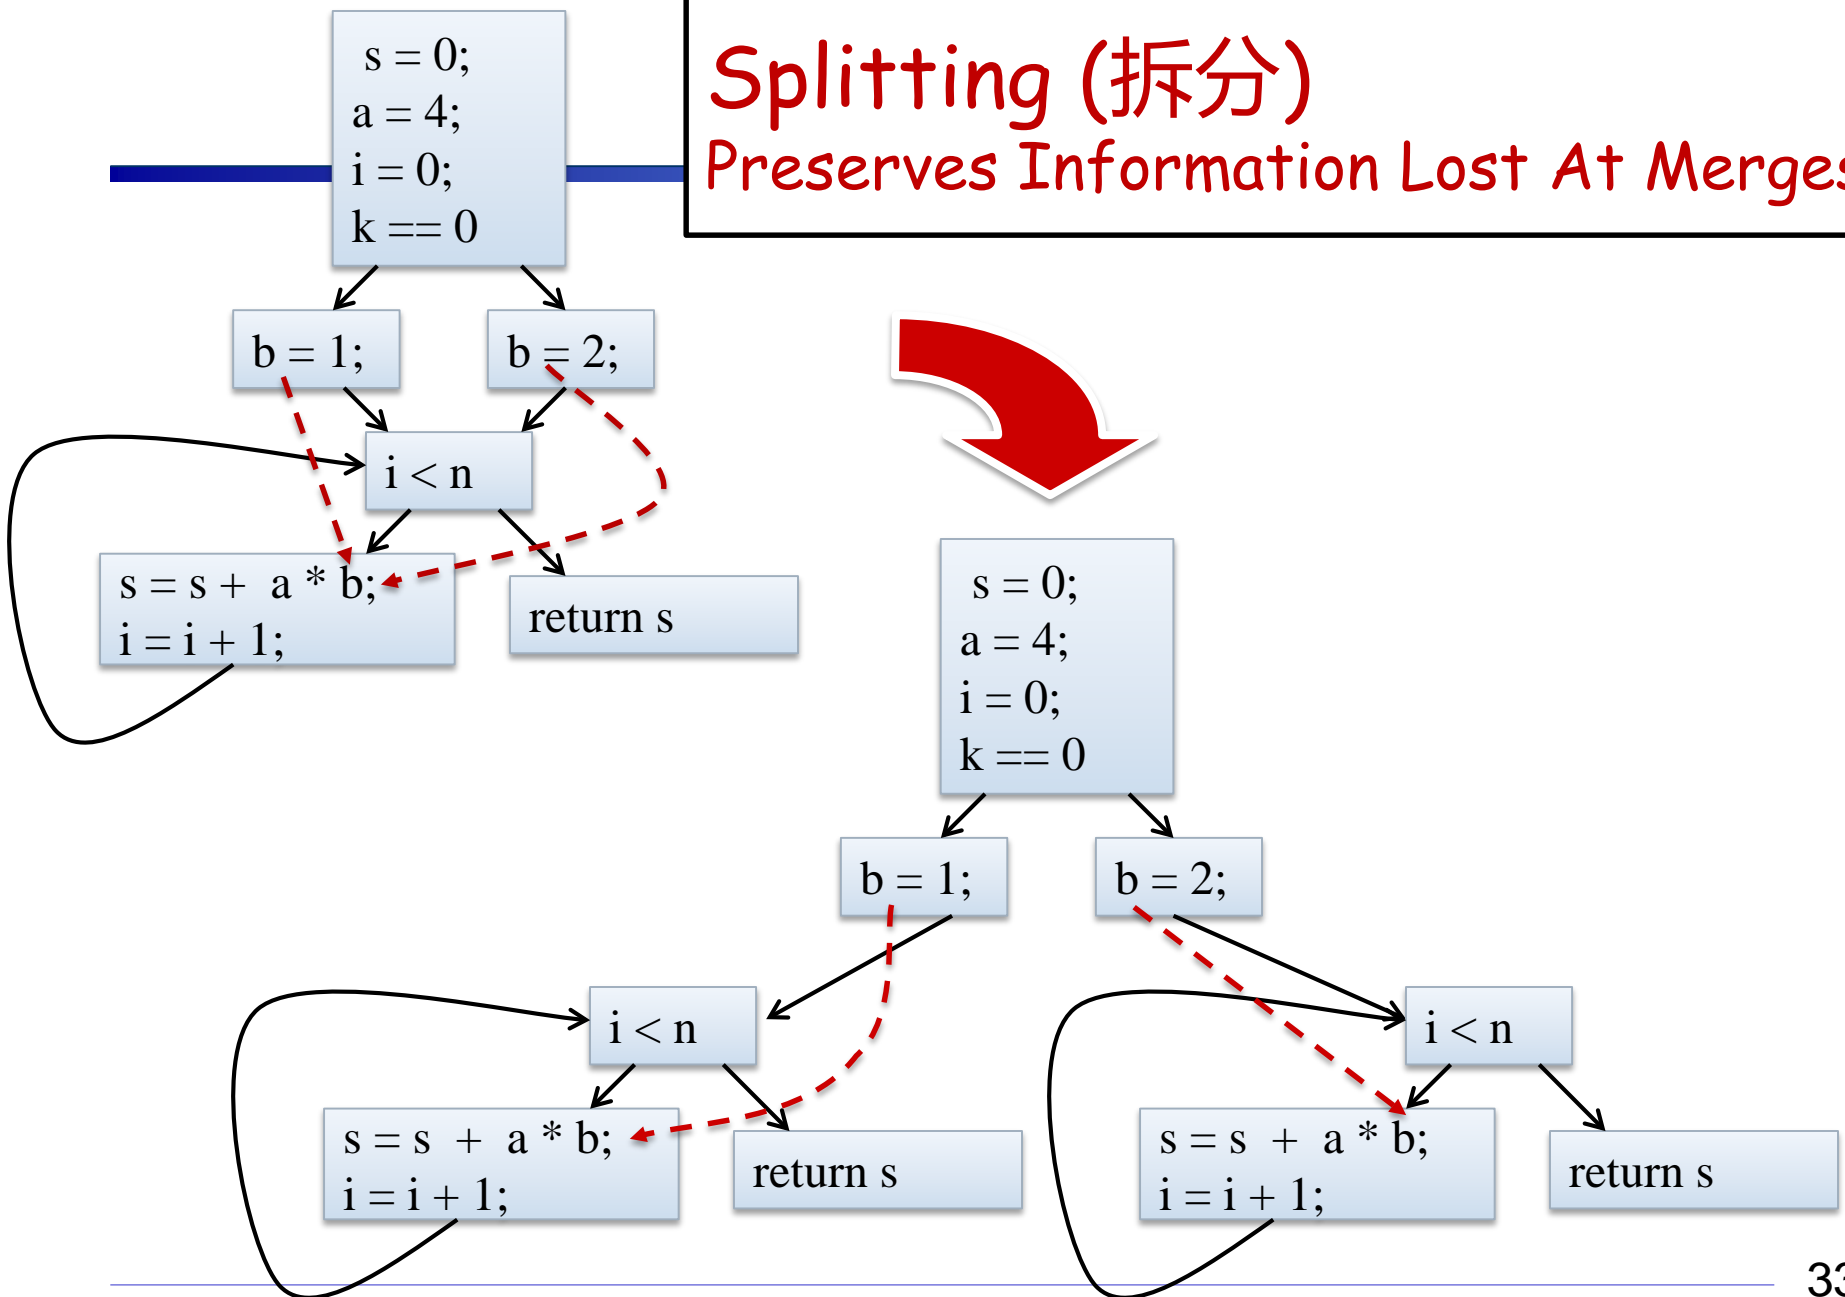 Splitting (拆分)
Preserves Information Lost At Merges
s = 0;
a = 4;
i = 0;
k == 0
b = 1;
b = 2;
i < n
s = s + a * b;
i = i + 1;
return s
s = 0;
a = 4;
i = 0;
k == 0
b = 1;
b = 2;
i < n
s = s + a * b;
i = i + 1;
return s
i < n
s = s + a * b;
i = i + 1;
return s
33